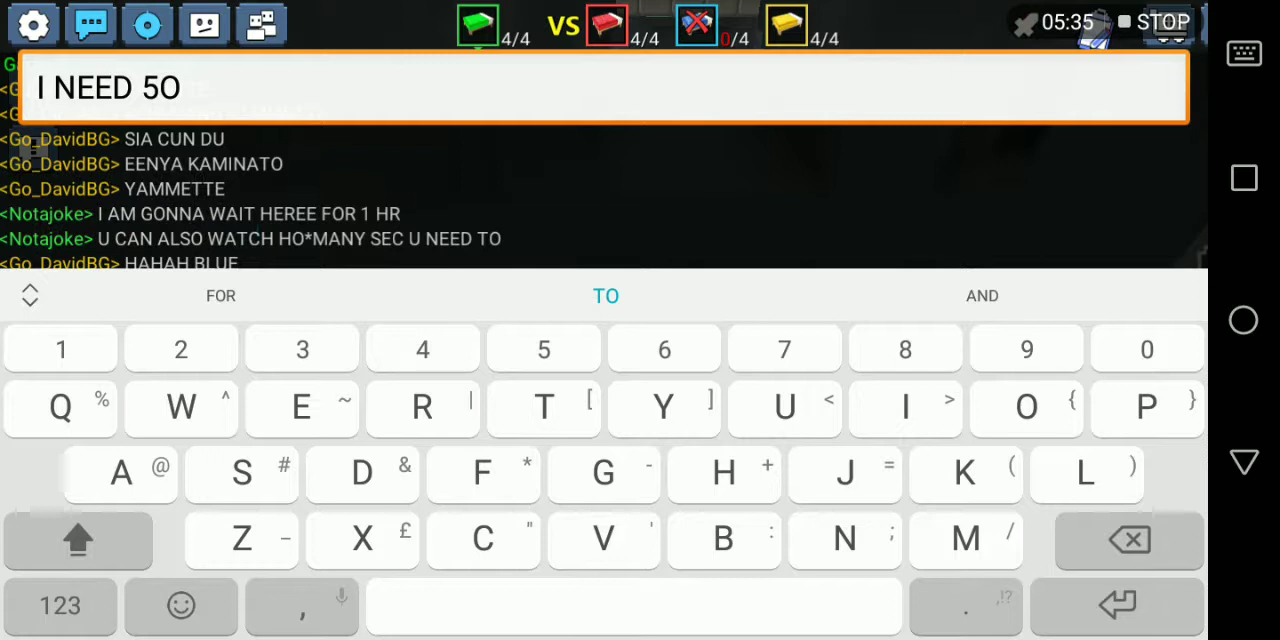 4/4 VS 4/4 0/4 4/4 05:35 STOP
I NEED 5O
<Go_DavidBG> SIA CUN DU
<Go_DavidBG> EENYA KAMINATO
<Go_DavidBG> YAMMETTE
<Notajoke> I AM GONNA WAIT HEREE FOR 1 HR
<Notajoke> U CAN ALSO WATCH HO*MANY SEC U NEED TO
<Go_DavidBG> HAHAH BLUE
FOR TO AND
1 2 3 4 5 6 7 8 9 0
Q % W ^ E ~ R | T [ Y ] U < I > O { P }
A @ S # D & F * G - H + J = K ( L )
Z _ X £ C " V ' B : N ; M /
123 , . ,!?